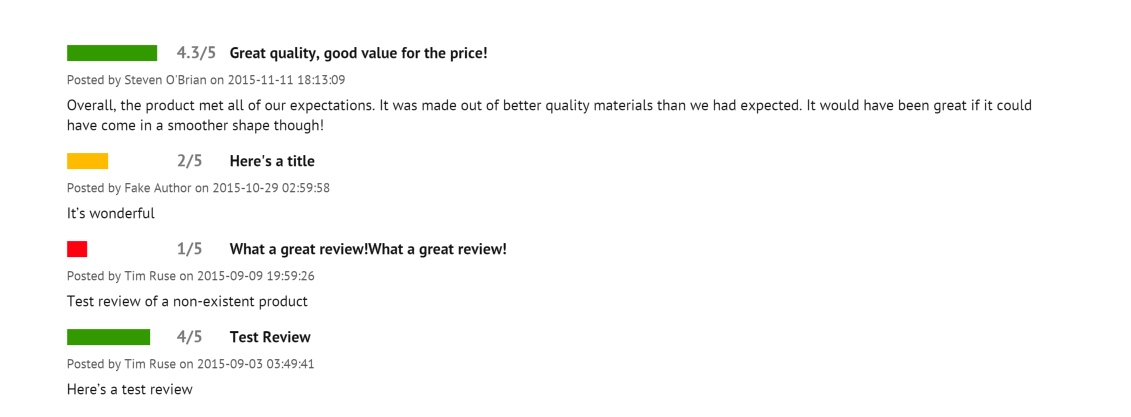 4.3/5 Great quality, good value for the price!
Posted by Steven O'Brian on 2015-11-11 18:13:09
Overall, the product met all of our expectations. It was made out of better quality materials than we had expected. It would have been great if it could
have come in a smoother shape though!
2/5 Here's a title
Posted by Fake Author on 2015-10-29 02:59:58
It's wonderful
1/5 What a great review!What a great review!
Posted by Tim Ruse on 2015-09-09 19:59:26
Test review of a non-existent product
4/5 Test Review
Posted by Tim Ruse on 2015-09-03 03:49:41
Here's a test review